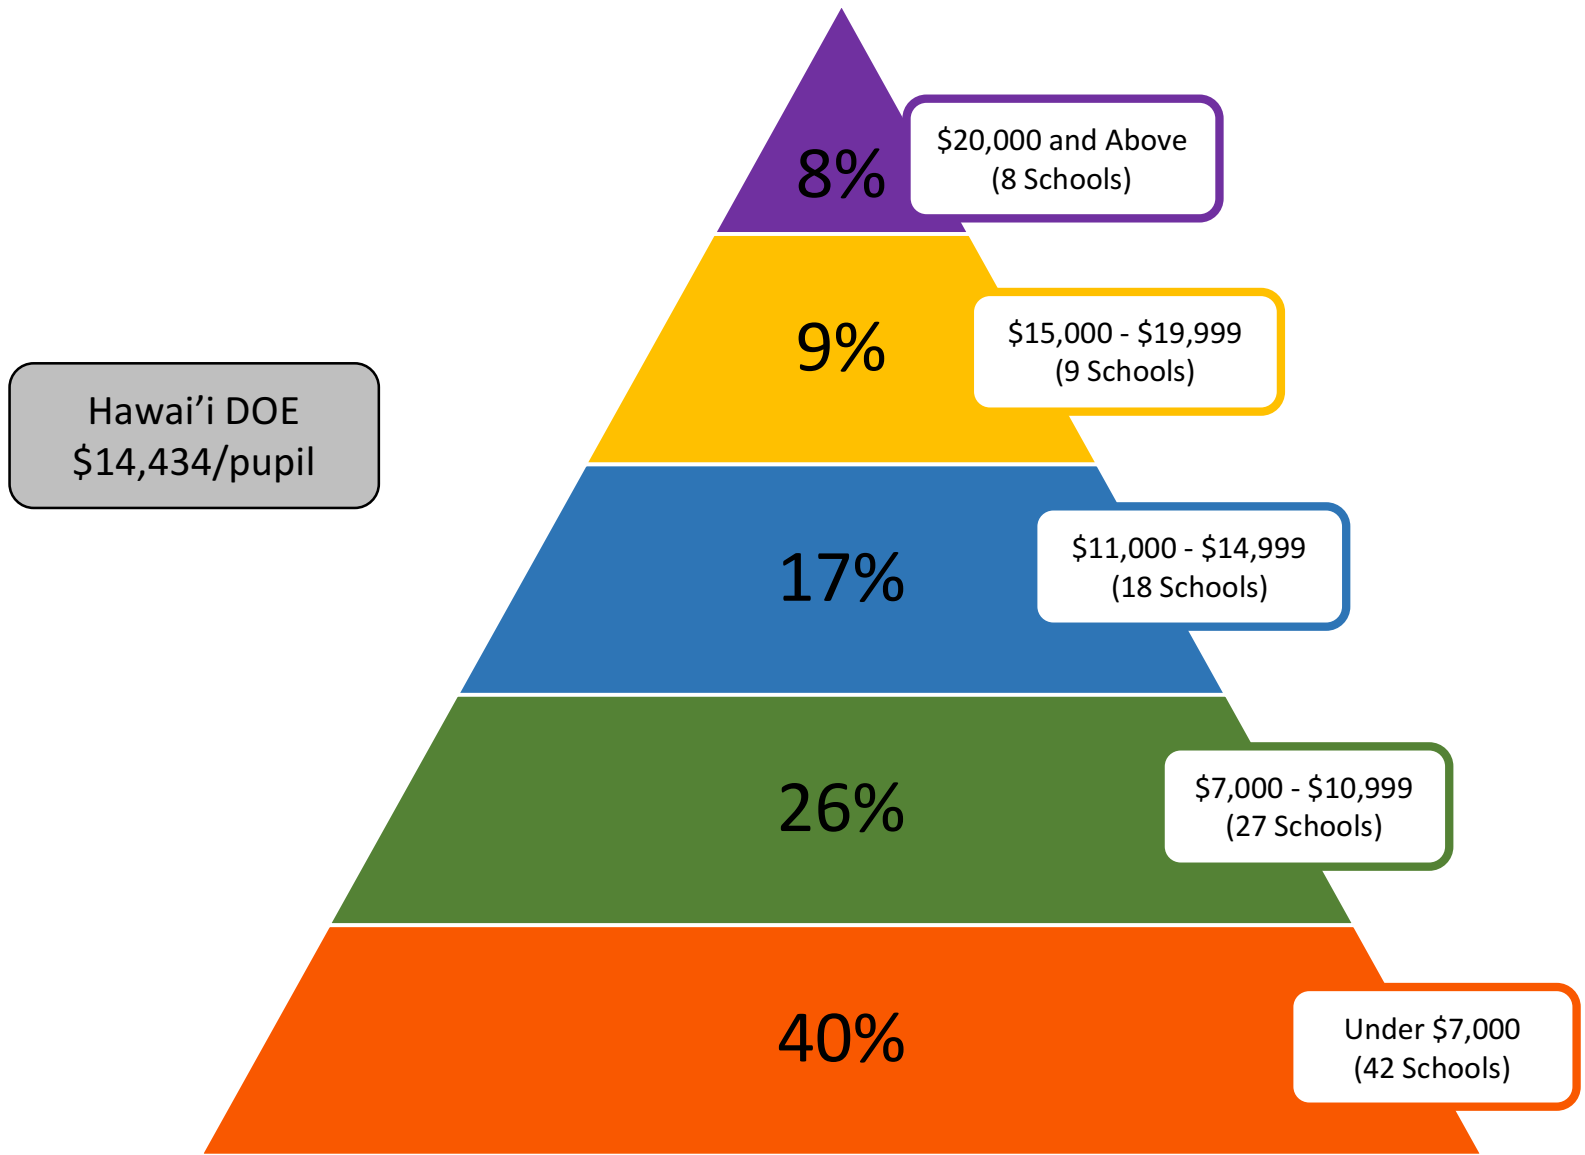 8%
$20,000 and Above
(8 Schools)
9%
$15,000 - $19,999
(9 Schools)
Hawai’i DOE
$14,434/pupil
17%
$11,000 - $14,999
(18 Schools)
26%
$7,000 - $10,999
(27 Schools)
40%
Under $7,000
(42 Schools)